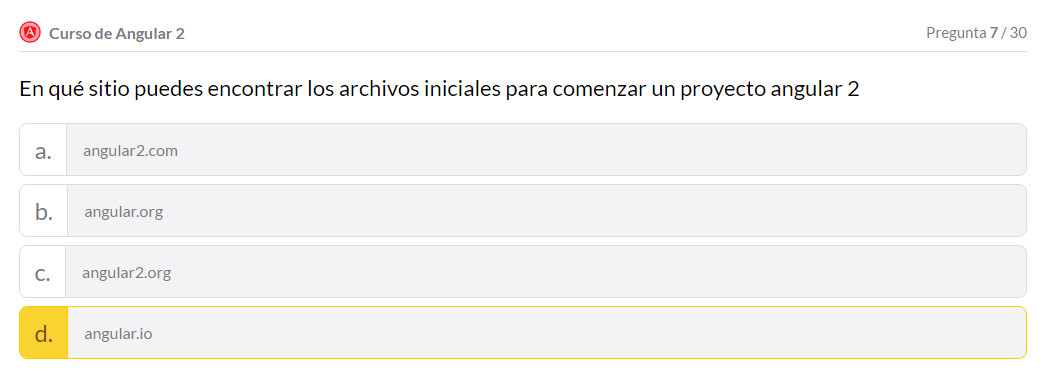 Curso de Angular 2
Pregunta 7 / 30
En qué sitio puedes encontrar los archivos iniciales para comenzar un proyecto angular 2
a. angular2.com
b. angular.org
c. angular2.org
d. angular.io